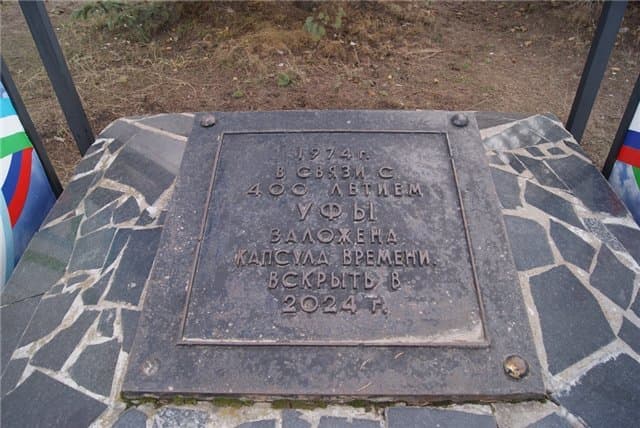 1974 г.
В СВЯЗИ С
400 ЛЕТИЕМ
УФЫ
ЗАЛОЖЕНА
КАПСУЛА ВРЕМЕНИ.
ВСКРЫТЬ В
2024 г.